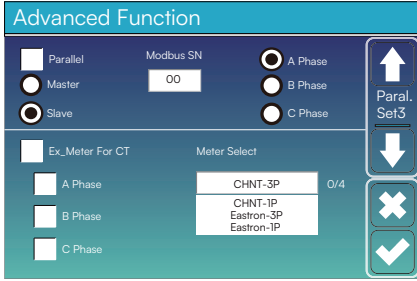 Advanced Function
Parallel
Modbus SN
A Phase
Master
00
B Phase
Slave
C Phase
Paral.
Set3
Ex_Meter For CT
Meter Select
A Phase
CHNT-3P
0/4
CHNT-1P
B Phase
Eastron-3P
Eastron-1P
C Phase